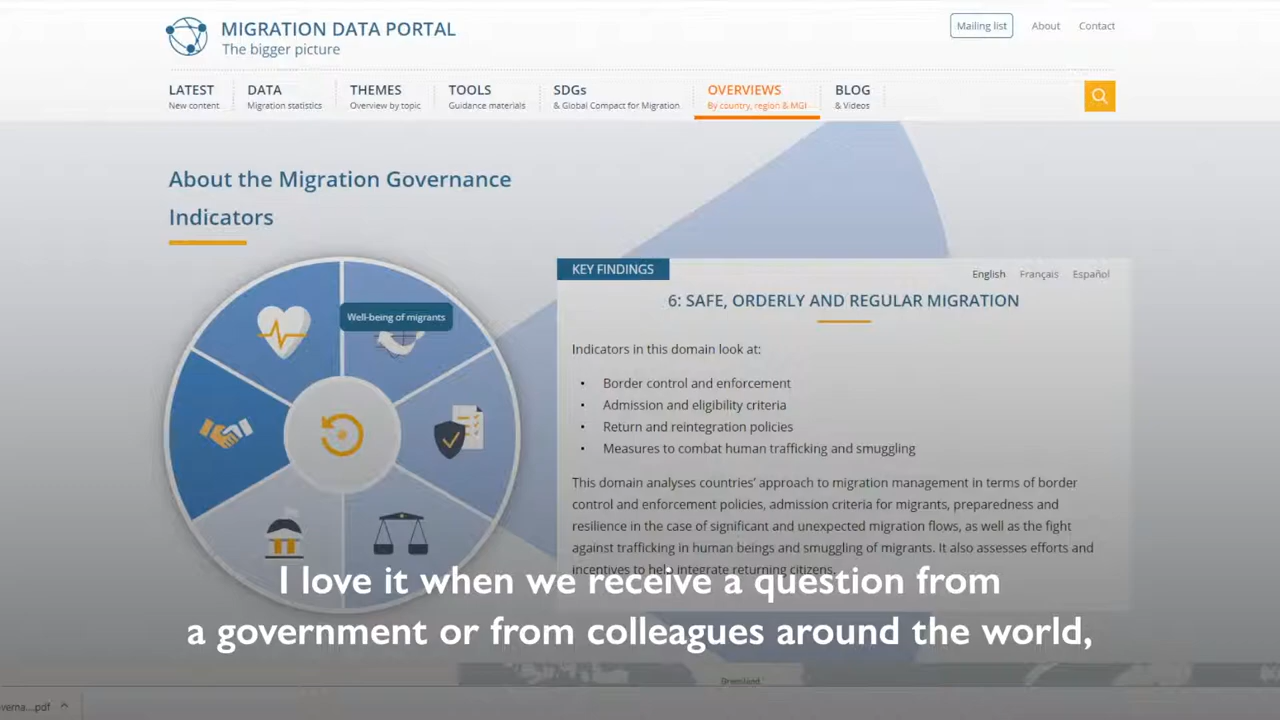 MIGRATION DATA PORTAL
The bigger picture
Mailing list
About
Contact
LATEST
New content
DATA
Migration statistics
THEMES
Overview by topic
TOOLS
Guidance materials
SDGs
& Global Compact for Migration
OVERVIEWS
By country, region & MGI
BLOG
& Videos
About the Migration Governance
Indicators
Well-being of migrants
KEY FINDINGS
English
Français
Español
6: SAFE, ORDERLY AND REGULAR MIGRATION
Indicators in this domain look at:
• Border control and enforcement
• Admission and eligibility criteria
• Return and reintegration policies
• Measures to combat human trafficking and smuggling
This domain analyses countries' approach to migration management in terms of border
control and enforcement policies, admission criteria for migrants, preparedness and
resilience in the case of significant and unexpected migration flows, as well as the fight
against trafficking in human beings and smuggling of migrants. It also assesses efforts and
incentives to help integrate returning citizens.
I love it when we receive a question from
a government or from colleagues around the world,
verna...pdf